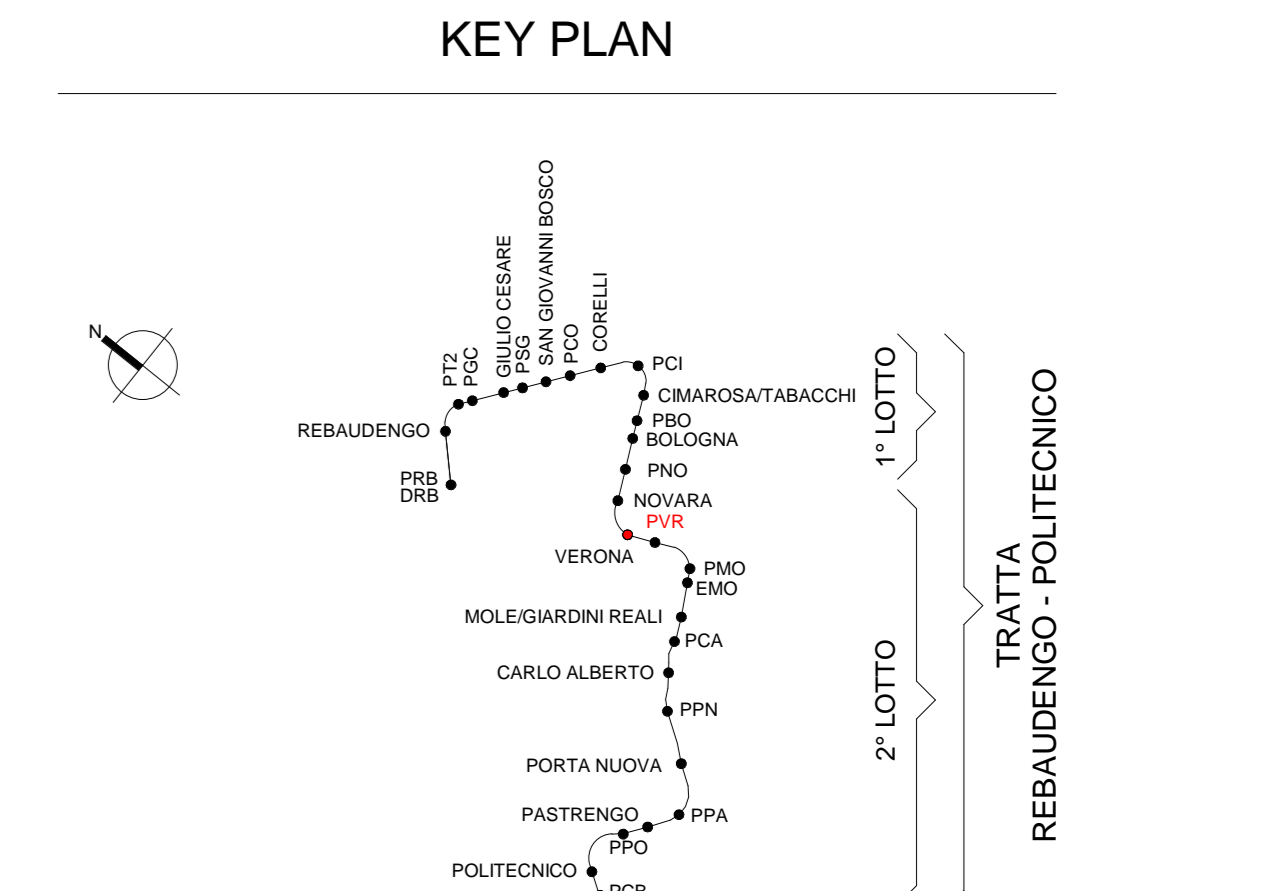 KEY PLAN
N
PT2
PGC
GIULIO CESARE
PSG
SAN GIOVANNI BOSCO
PCO
CORELLI
PCI
CIMAROSA/TABACCHI
REBAUDENGO
PBO
BOLOGNA
PRB
DRB
PNO
NOVARA
PVR
VERONA
PMO
EMO
MOLE/GIARDINI REALI
PCA
CARLO ALBERTO
PPN
PORTA NUOVA
PASTRENGO
PPA
PPO
POLITECNICO
1° LOTTO
2° LOTTO
TRATTA
REBAUDENGO - POLITECNICO